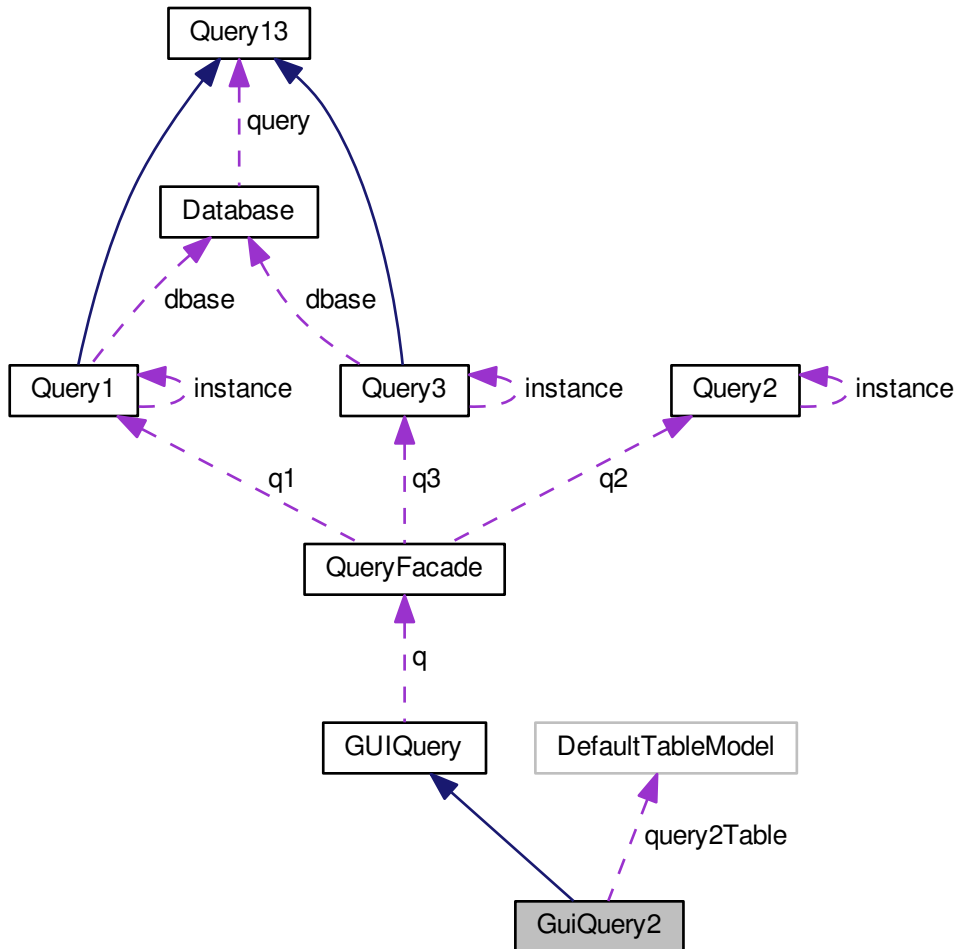 Query13
query
Database
dbase
dbase
Query1
instance
Query3
instance
Query2
instance
q1
q3
q2
QueryFacade
q
GUIQuery
DefaultTableModel
query2Table
GuiQuery2